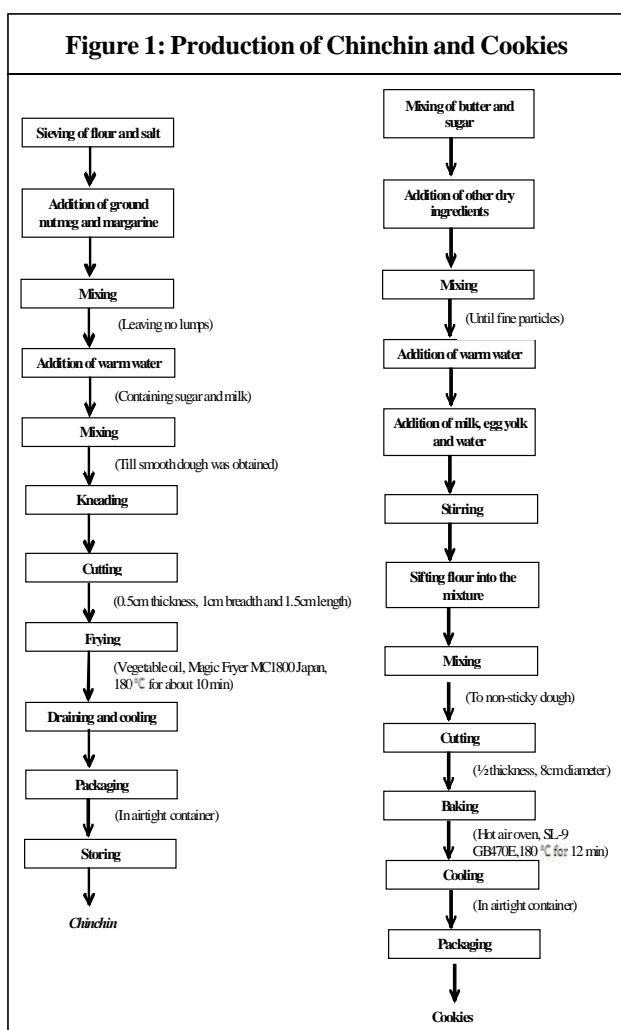 Figure 1: Production of Chinchin and Cookies
Sieving of flour and salt
Addition of ground
nutmeg and margarine
Mixing
(Leaving no lumps)
Addition of warm water
(Containing sugar and milk)
Mixing
(Till smooth dough was obtained)
Kneading
Cutting
(0.5cm thickness, 1cm breadth and 1.5cm length)
Frying
(Vegetable oil, Magic Fryer MC1800 Japan,
180 °C for about 10 min)
Draining and cooling
Packaging
(In airtight container)
Storing
Chinchin
Mixing of butter and
sugar
Addition of other dry
ingredients
Mixing
(Until fine particles)
Addition of warm water
Addition of milk, egg yolk
and water
Stirring
Sifting flour into the
mixture
Mixing
(To non-sticky dough)
Cutting
(½ thickness, 8cm diameter)
Baking
(Hot air oven, SL-9
GB470E,180 °C for 12 min)
Cooling
(In airtight container)
Packaging
Cookies